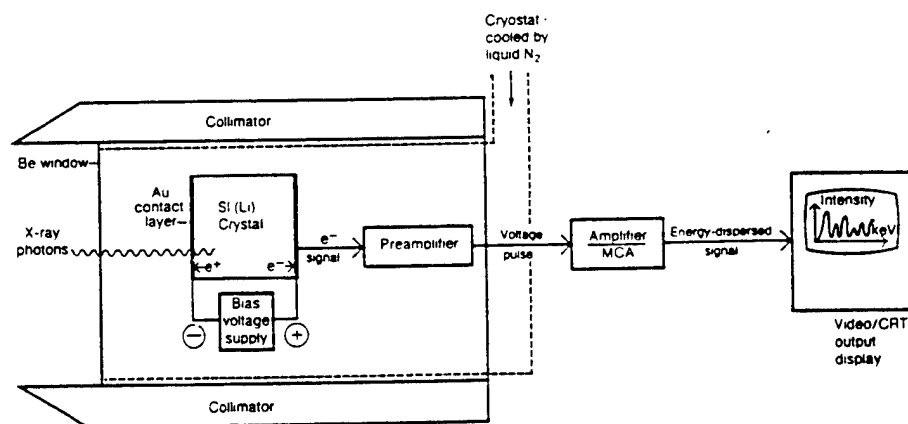 Cryostat
cooled by
liquid N₂
Collimator
Be window
Au
contact
layer
Si (Li)
Crystal
X-ray
photons
e⁻
signal
Preamplifier
Voltage
pulse
Amplifier
MCA
Energy-dispersed
signal
Intensity
keV
e⁺
e⁻
Bias
voltage
supply
−
+
Video/CRT
output
display
Collimator